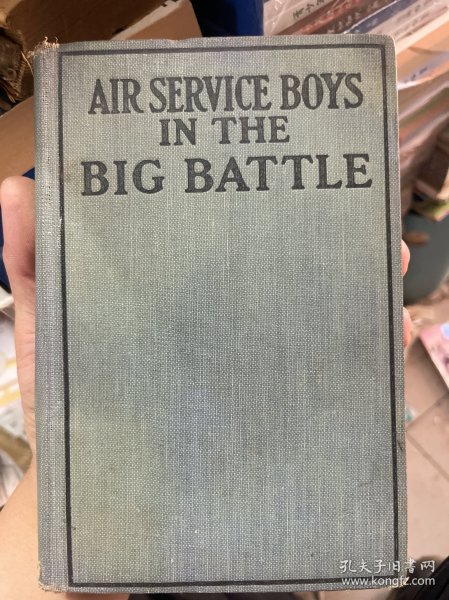 AIR SERVICE BOYS
IN THE
BIG BATTLE
孔夫子旧书网
www.kongfz.com